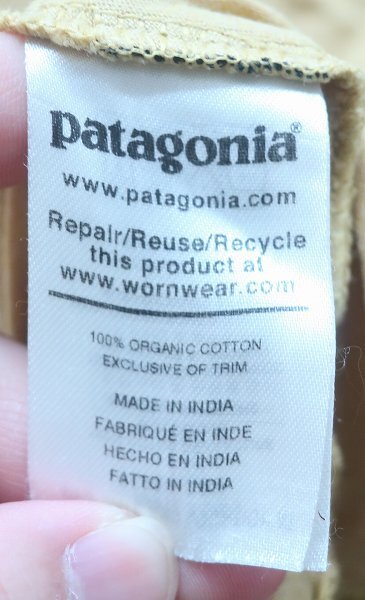 patagonia®
www.patagonia.com
Repair/Reuse/Recycle
this product at
www.wornwear.com
100% ORGANIC COTTON
EXCLUSIVE OF TRIM
MADE IN INDIA
FABRIQUÉ EN INDE
HECHO EN INDIA
FATTO IN INDIA